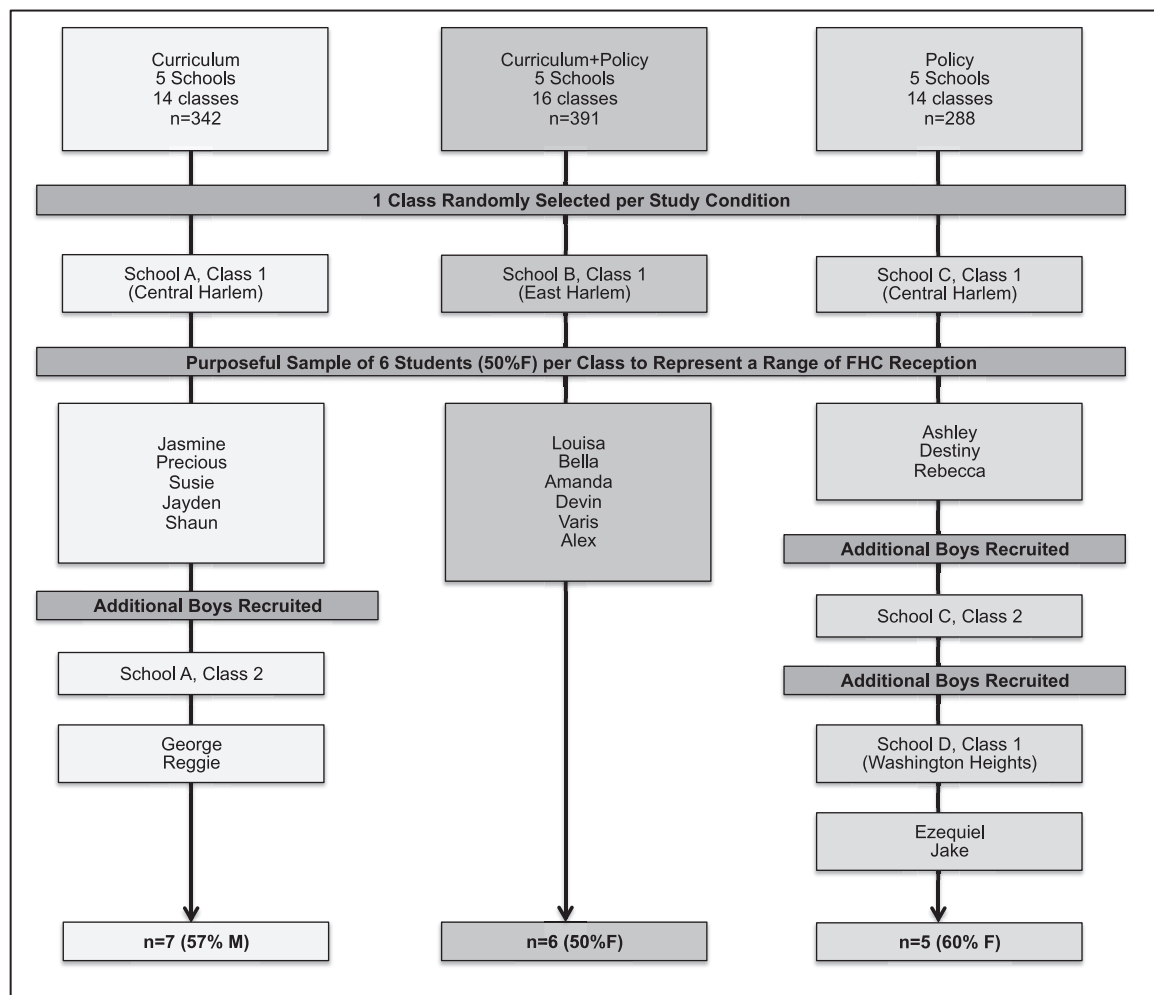 Curriculum
5 Schools
14 classes
n=342
Curriculum+Policy
5 Schools
16 classes
n=391
Policy
5 Schools
14 classes
n=288
1 Class Randomly Selected per Study Condition
School A, Class 1
(Central Harlem)
School B, Class 1
(East Harlem)
School C, Class 1
(Central Harlem)
Purposeful Sample of 6 Students (50%F) per Class to Represent a Range of FHC Reception
Jasmine
Precious
Susie
Jayden
Shaun
Louisa
Bella
Amanda
Devin
Varis
Alex
Ashley
Destiny
Rebecca
Additional Boys Recruited
School A, Class 2
George
Reggie
Additional Boys Recruited
School C, Class 2
Additional Boys Recruited
School D, Class 1
(Washington Heights)
Ezequiel
Jake
n=7 (57% M)
n=6 (50%F)
n=5 (60% F)